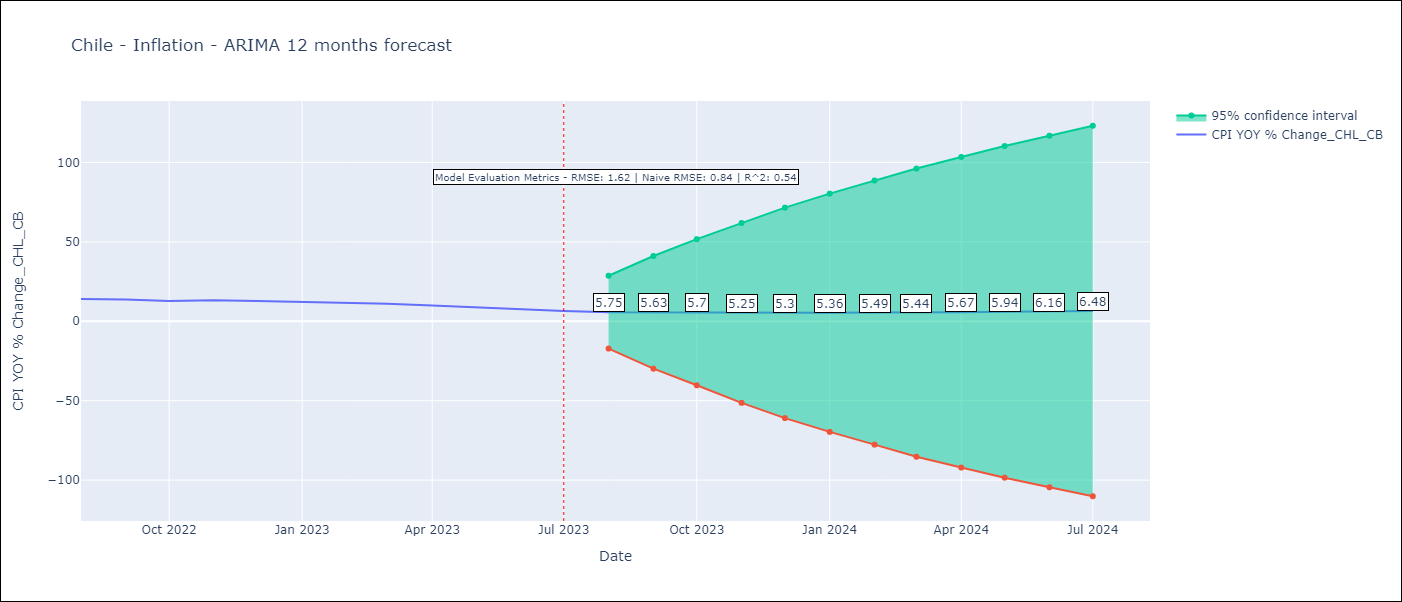 Chile - Inflation - ARIMA 12 months forecast
95% confidence interval
CPI YOY % Change_CHL_CB
Model Evaluation Metrics - RMSE: 1.62 | Naive RMSE: 0.84 | R^2: 0.54
CPI YOY % Change_CHL_CB
100
50
0
−50
−100
5.75
5.63
5.7
5.25
5.3
5.36
5.49
5.44
5.67
5.94
6.16
6.48
Oct 2022
Jan 2023
Apr 2023
Jul 2023
Oct 2023
Jan 2024
Apr 2024
Jul 2024
Date